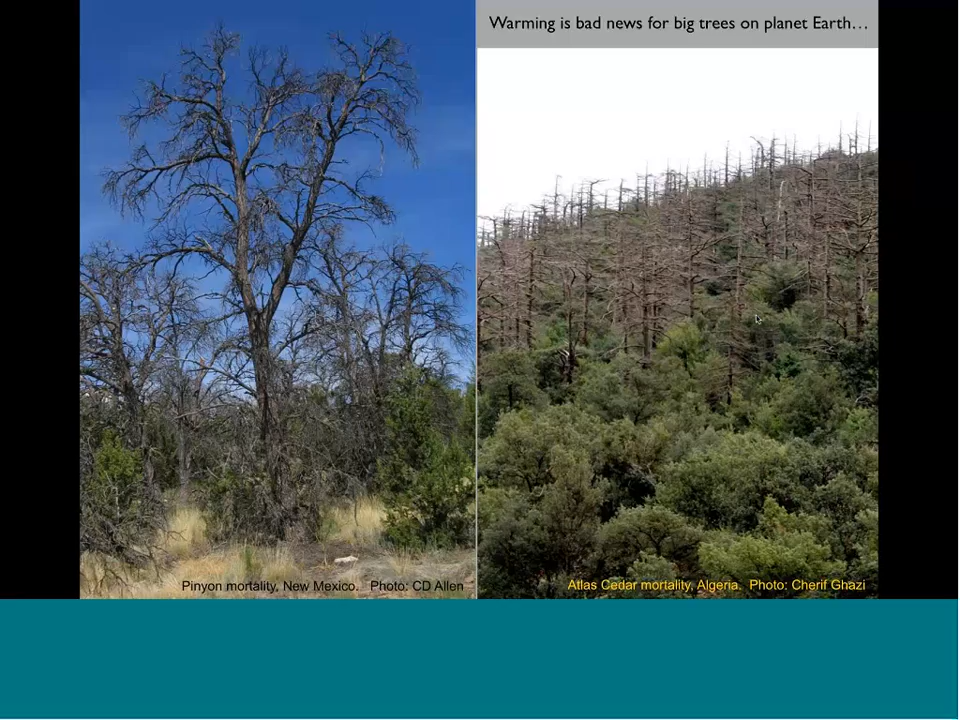 Warming is bad news for big trees on planet Earth…
Pinyon mortality, New Mexico. Photo: CD Allen
Atlas Cedar mortality, Algeria. Photo: Cherif Ghazi